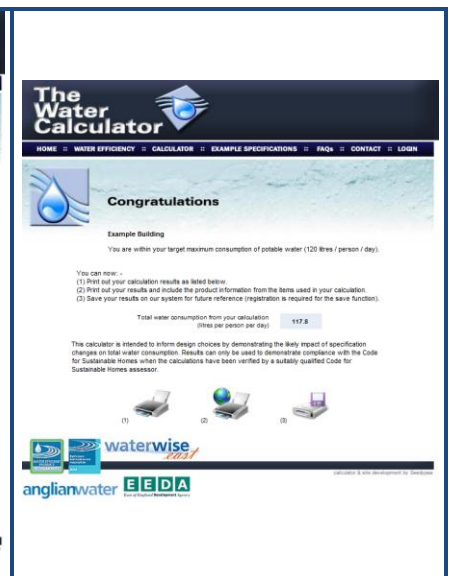 The
Water
Calculator
HOME :: WATER EFFICIENCY :: CALCULATOR :: EXAMPLE SPECIFICATIONS :: FAQs :: CONTACT :: LOGIN
Congratulations
Example Building
You are within your target maximum consumption of potable water (120 litres / person / day).
You can now: -
(1) Print out your calculation results as listed below.
(2) Print out your results and include the product information from the items used in your calculation.
(3) Save your results on our system for future reference (registration is required for the save function).
Total water consumption from your calculation
(litres per person per day)
117.8
This calculator is intended to inform design choices by demonstrating the likely impact of specification
changes on total water consumption. Results can only be used to demonstrate compliance with the Code
for Sustainable Homes when the calculations have been verified by a suitably qualified Code for
Sustainable Homes assessor.
(1) (2) (3)
waterwise
east
calculator & site development by
anglianwater EEDA
East of England Development Agency